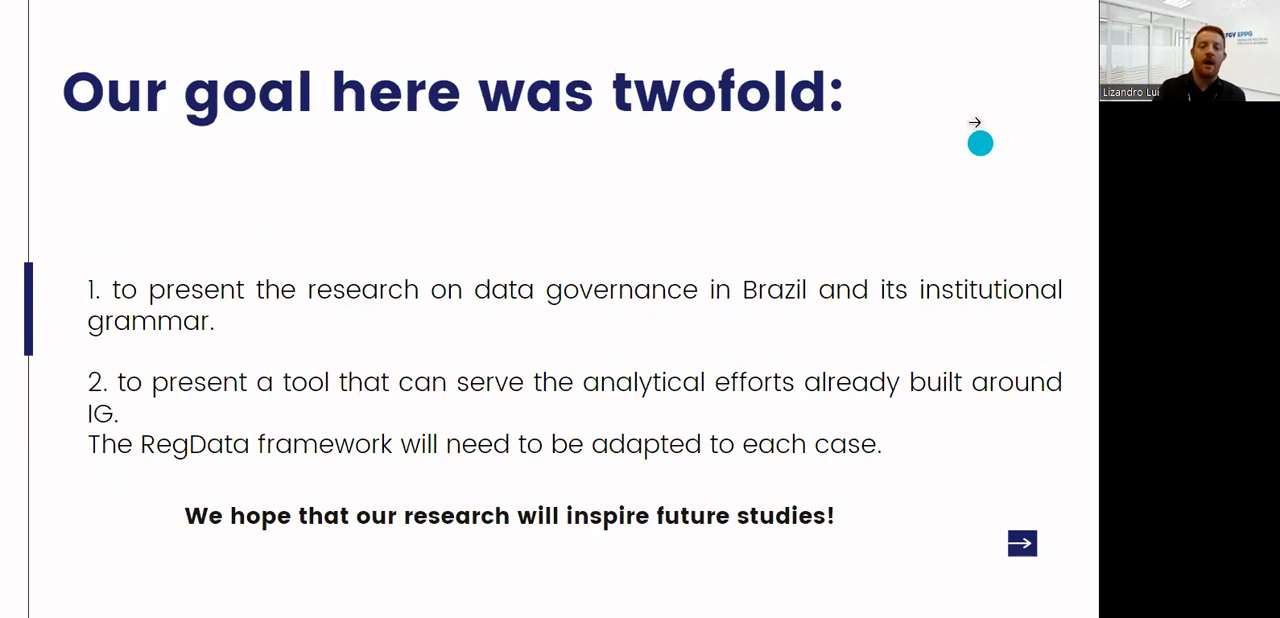 Our goal here was twofold:
1. to present the research on data governance in Brazil and its institutional
grammar.
2. to present a tool that can serve the analytical efforts already built around
IG.
The RegData framework will need to be adapted to each case.
We hope that our research will inspire future studies!
FGV EPPG
Lizandro Lui